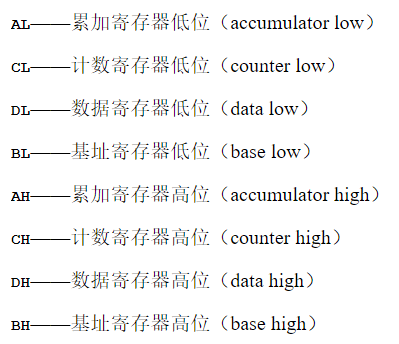 AL————累加寄存器低位（accumulator low）
CL————计数寄存器低位（counter low）
DL————数据寄存器低位（data low）
BL————基址寄存器低位（base low）
AH————累加寄存器高位（accumulator high）
CH————计数寄存器高位（counter high）
DH————数据寄存器高位（data high）
BH————基址寄存器高位（base high）